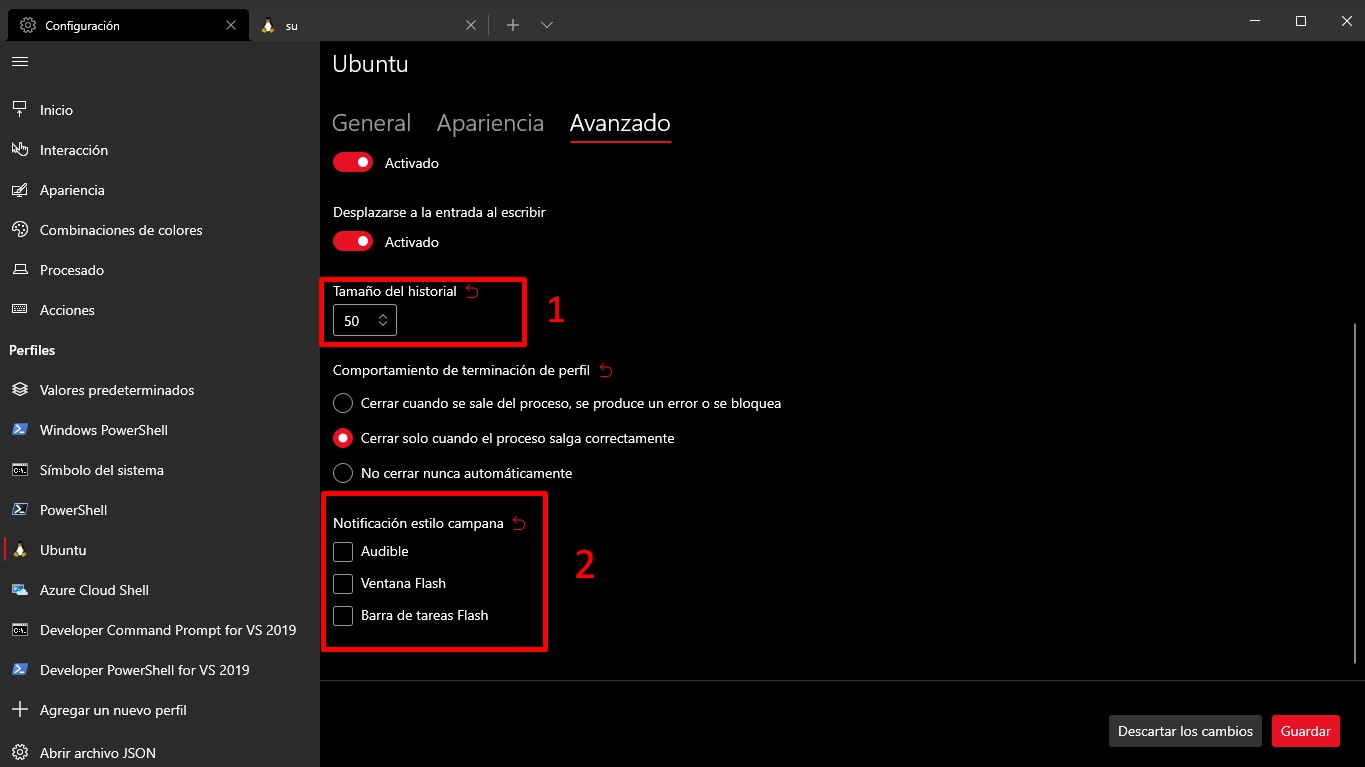 Configuración
su
Inicio
Interacción
Apariencia
Combinaciones de colores
Procesado
Acciones
Perfiles
Valores predeterminados
Windows PowerShell
Símbolo del sistema
PowerShell
Ubuntu
Azure Cloud Shell
Developer Command Prompt for VS 2019
Developer PowerShell for VS 2019
Agregar un nuevo perfil
Abrir archivo JSON
Ubuntu
General Apariencia Avanzado
Activado
Desplazarse a la entrada al escribir
Activado
Tamaño del historial
50
1
Comportamiento de terminación de perfil
Cerrar cuando se sale del proceso, se produce un error o se bloquea
Cerrar solo cuando el proceso salga correctamente
No cerrar nunca automáticamente
Notificación estilo campana
Audible
Ventana Flash
Barra de tareas Flash
2
Descartar los cambios
Guardar